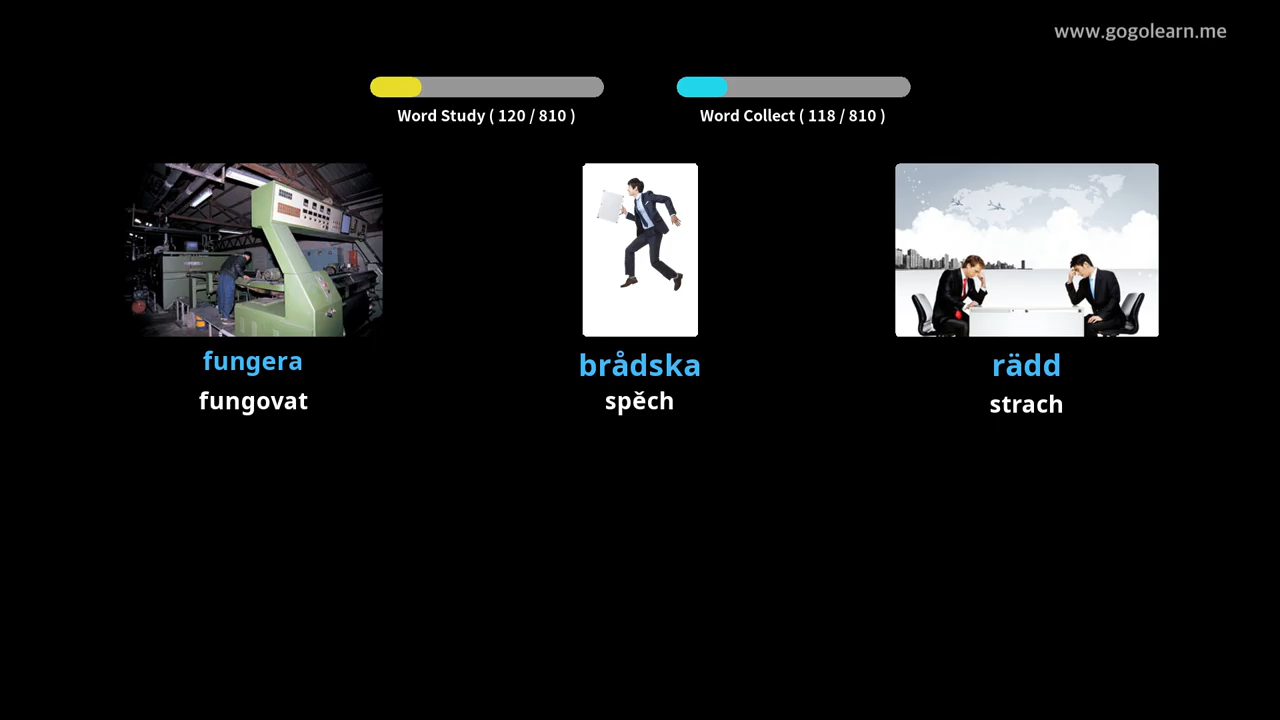 www.gogolearn.me
Word Study ( 120 / 810 )
Word Collect ( 118 / 810 )
fungera
fungovat
brådska
spěch
rädd
strach